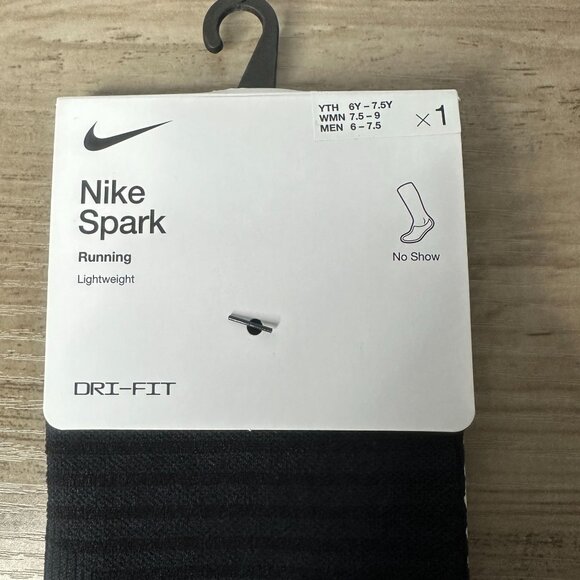 YTH 6Y – 7.5Y
WMN 7.5 – 9
MEN 6 – 7.5
×1
Nike
Spark
Running
Lightweight
No Show
DRI-FIT